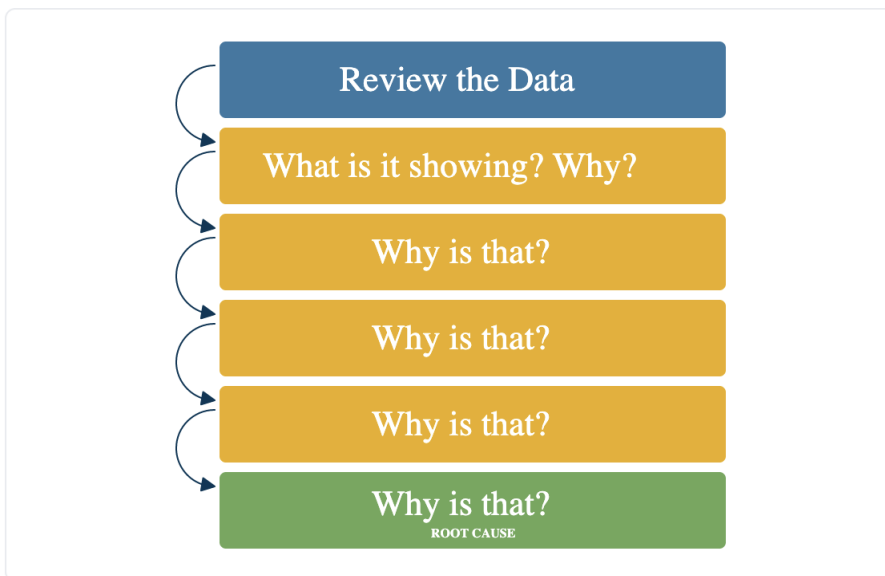 Review the Data
What is it showing? Why?
Why is that?
Why is that?
Why is that?
Why is that?
ROOT CAUSE